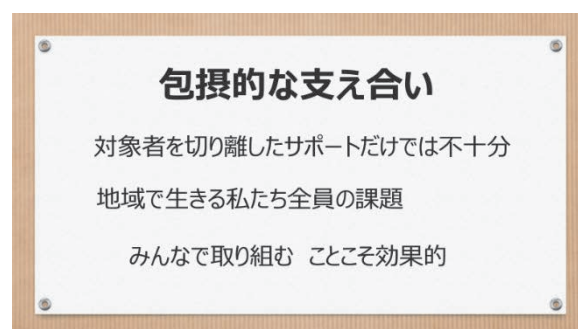 包摂的な支え合い
対象者を切り離したサポートだけでは不十分
地域で生きる私たち全員の課題
みんなで取り組む ことこそ効果的